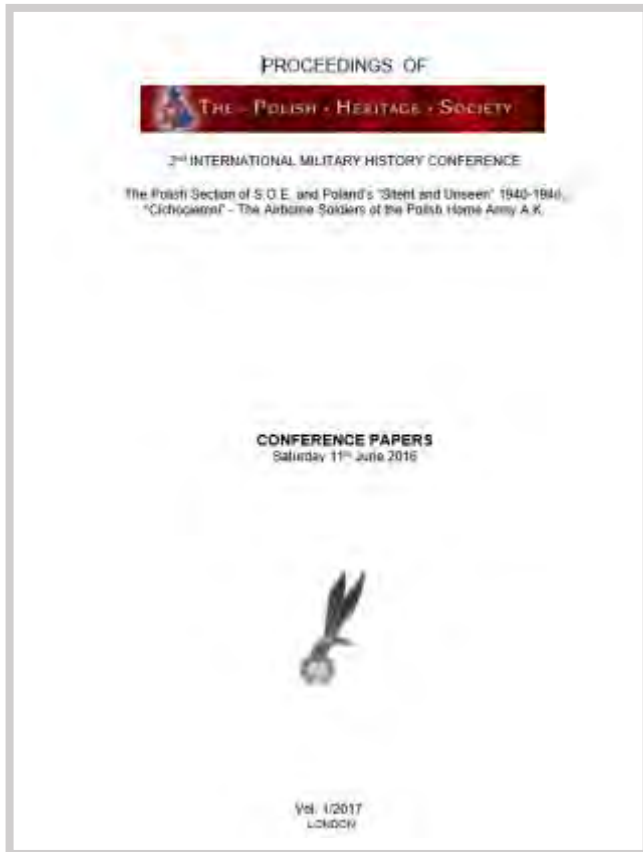 PROCEEDINGS OF
THE · POLISH · HERITAGE · SOCIETY
2nd INTERNATIONAL MILITARY HISTORY CONFERENCE
The Polish Section of S.O.E. and Poland's "Silent and Unseen" 1940-1944,
"Cichociemni" - The Airborne Soldiers of the Polish Home Army A.K.
CONFERENCE PAPERS
Saturday 11th June 2016
Vol. 1/2017
LONDON